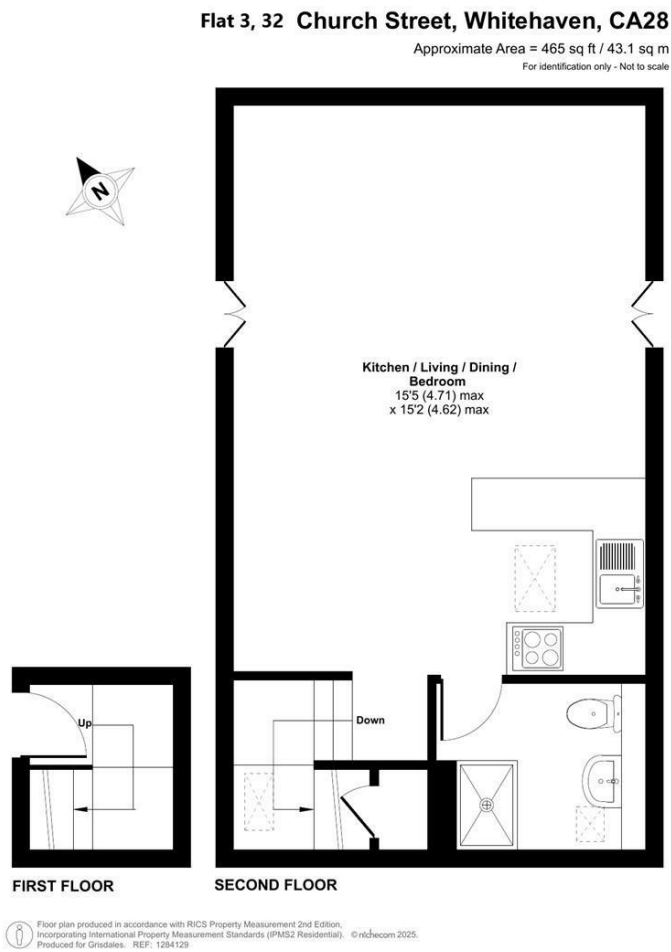 Flat 3, 32 Church Street, Whitehaven, CA28
Approximate Area = 465 sq ft / 43.1 sq m
For identification only - Not to scale
N
Kitchen / Living / Dining /
Bedroom
15'5 (4.71) max
x 15'2 (4.62) max
Up
Down
FIRST FLOOR
SECOND FLOOR
Floor plan produced in accordance with RICS Property Measurement 2nd Edition,
Incorporating International Property Measurement Standards (IPMS2 Residential). © nichecom 2025.
Produced for Grisdales. REF: 1284129